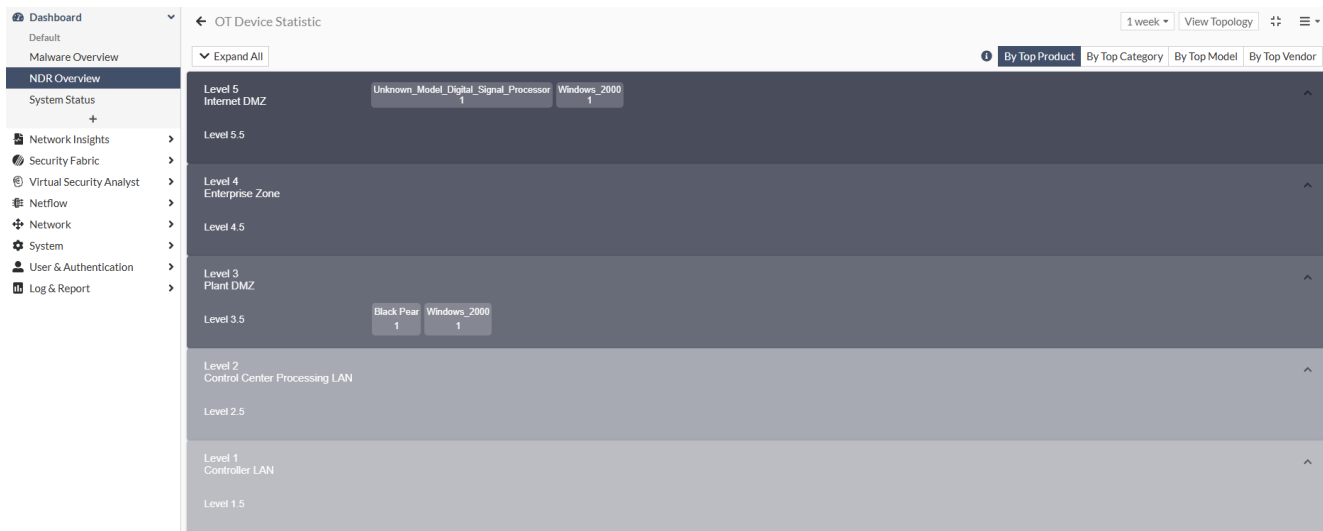 Dashboard
Default
Malware Overview
NDR Overview
System Status
+
Network Insights
Security Fabric
Virtual Security Analyst
Netflow
Network
System
User & Authentication
Log & Report
OT Device Statistic
1 week
View Topology
Expand All
By Top Product
By Top Category
By Top Model
By Top Vendor
Level 5
Internet DMZ
Unknown_Model_Digital_Signal_Processor
1
Windows_2000
1
Level 5.5
Level 4
Enterprise Zone
Level 4.5
Level 3
Plant DMZ
Level 3.5
Black Pear
1
Windows_2000
1
Level 2
Control Center Processing LAN
Level 2.5
Level 1
Controller LAN
Level 1.5